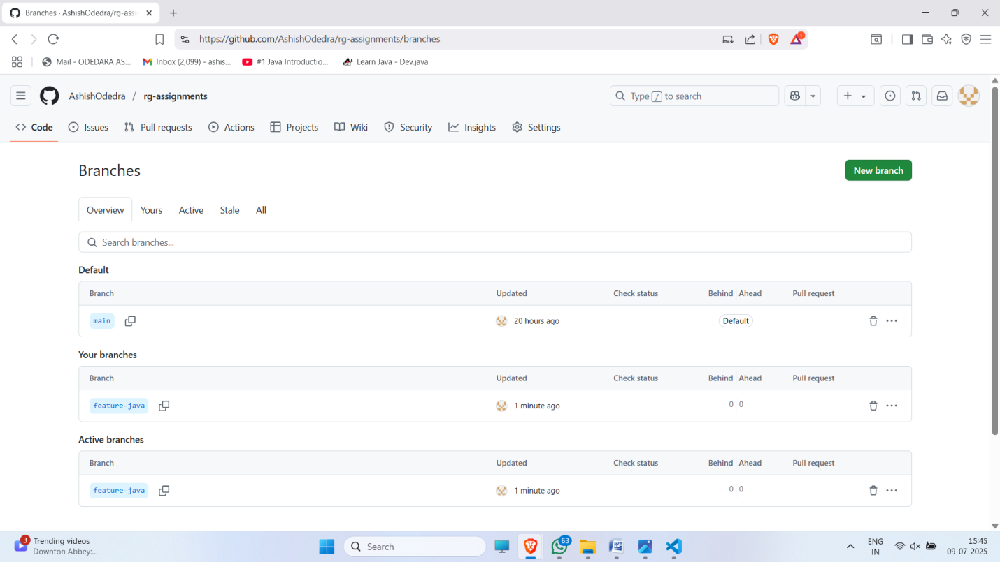 Branches · AshishOdedra/rg-assi
https://github.com/AshishOdedra/rg-assignments/branches
1
Mail - ODEDARA AS...
Inbox (2,099) - ashis...
#1 Java Introductio...
Learn Java - Dev.java
AshishOdedra / rg-assignments
Type / to search
Code Issues Pull requests Actions Projects Wiki Security Insights Settings
Branches
New branch
Overview Yours Active Stale All
Search branches...
Default
Branch Updated Check status Behind Ahead Pull request
main 20 hours ago Default
Your branches
Branch Updated Check status Behind Ahead Pull request
feature-java 1 minute ago 0 0
Active branches
Branch Updated Check status Behind Ahead Pull request
feature-java 1 minute ago 0 0
3
Trending videos
Downton Abbey:...
Search
63
ENG
IN
15:45
09-07-2025